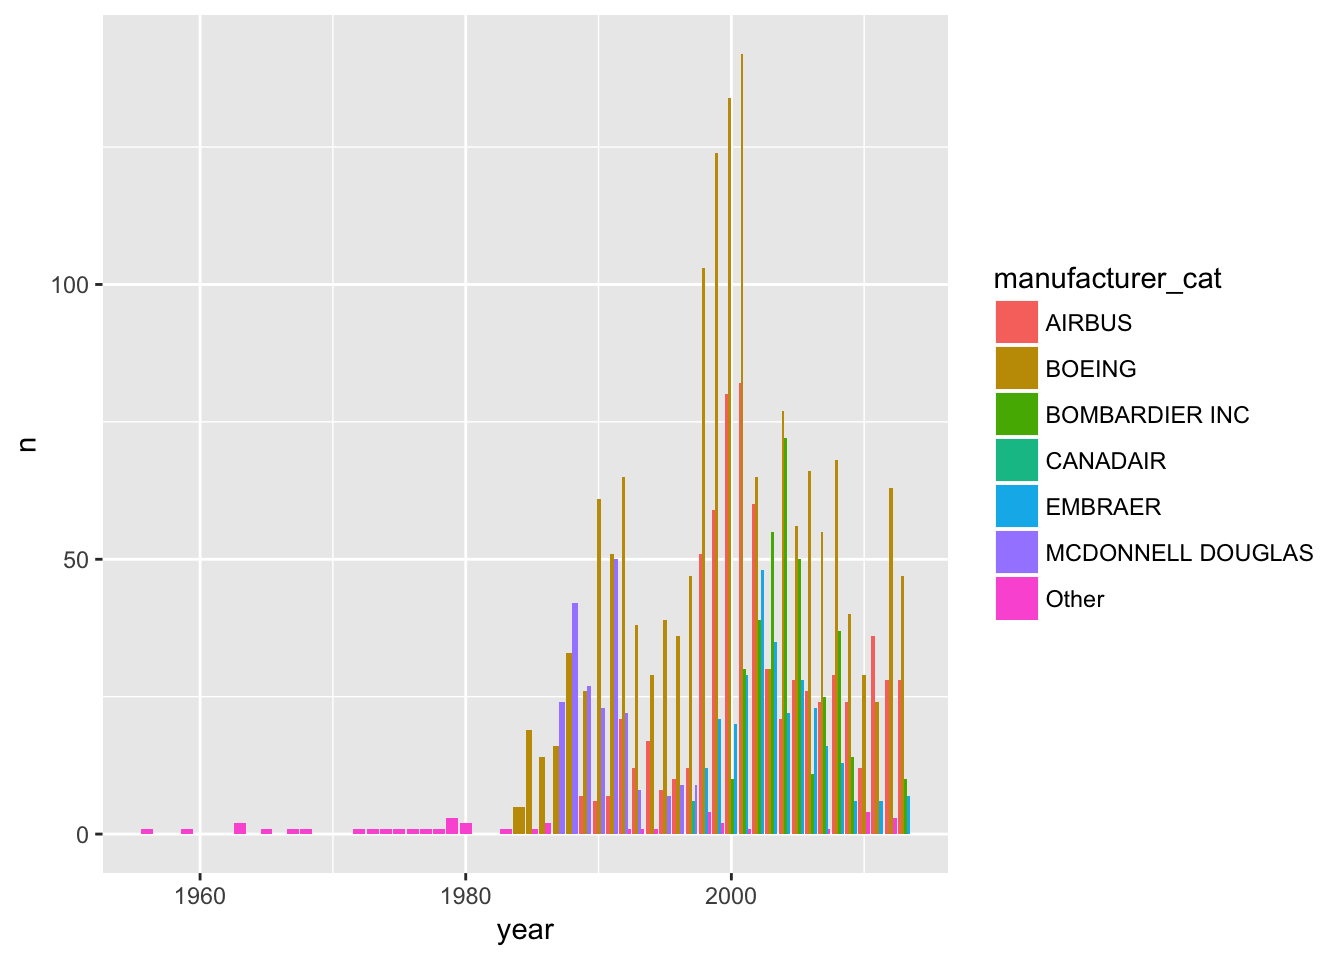 100
50
0
n
1960
1980
2000
year
manufacturer_cat
AIRBUS
BOEING
BOMBARDIER INC
CANADAIR
EMBRAER
MCDONNELL DOUGLAS
Other